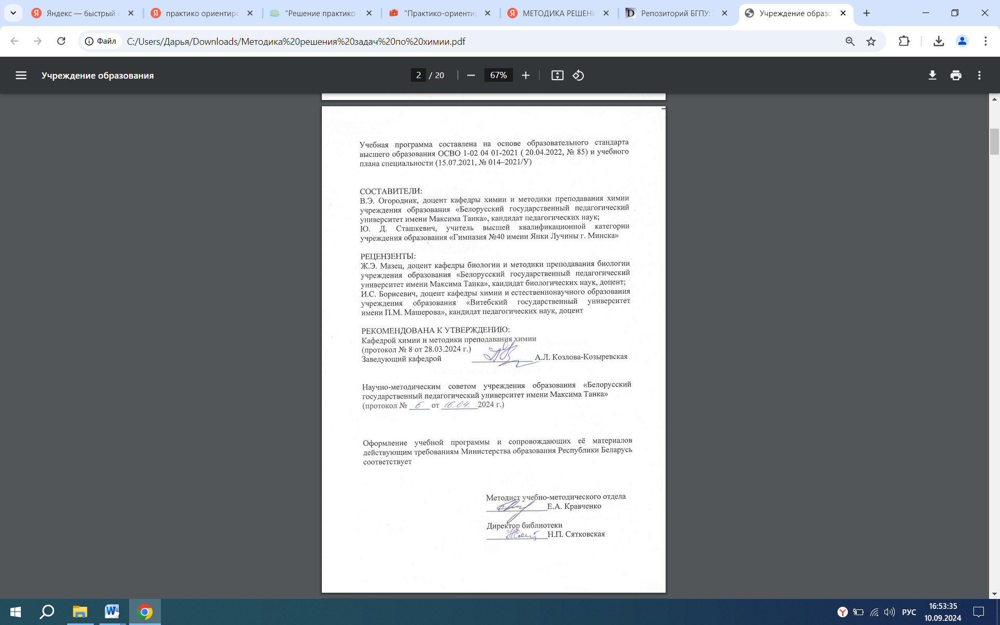 Яндекс — быстрый
практико ориентиро
"Решение практико-
"Практико-ориентир
МЕТОДИКА РЕШЕНИ
Репозиторий БГПУ:
Учреждение образо
Файл
C:/Users/Дарья/Downloads/Методика%20решения%20задач%20по%20химии.pdf
Учреждение образования
2 / 20
67%
Учебная программа составлена на основе образовательного стандарта
высшего образования ОСВО 1-02 04 01-2021 ( 20.04.2022, № 85) и учебного
плана специальности (15.07.2021, № 014–2021/У)
СОСТАВИТЕЛИ:
В.Э. Огородник, доцент кафедры химии и методики преподавания химии
учреждения образования «Белорусский государственный педагогический
университет имени Максима Танка», кандидат педагогических наук;
Ю. Д. Сташкевич, учитель высшей квалификационной категории
учреждения образования «Гимназия №40 имени Янки Лучины г. Минска»
РЕЦЕНЗЕНТЫ:
Ж.Э. Мазец, доцент кафедры биологии и методики преподавания биологии
учреждения образования «Белорусский государственный педагогический
университет имени Максима Танка», кандидат биологических наук, доцент;
И.С. Борисевич, доцент кафедры химии и естественнонаучного образования
учреждения образования «Витебский государственный университет
имени П.М. Машерова», кандидат педагогических наук, доцент
РЕКОМЕНДОВАНА К УТВЕРЖДЕНИЮ:
Кафедрой химии и методики преподавания химии
(протокол № 8 от 28.03.2024 г.)
Заведующий кафедрой А.Л. Козлова-Козыревская
Научно-методическим советом учреждения образования «Белорусский
государственный педагогический университет имени Максима Танка»
(протокол № 6 от 16.04. 2024 г.)
Оформление учебной программы и сопровождающих её материалов
действующим требованиям Министерства образования Республики Беларусь
соответствует
Методист учебно-методического отдела
Е.А. Кравченко
Директор библиотеки
Н.П. Сятковская
РУС
16:53:35
10.09.2024